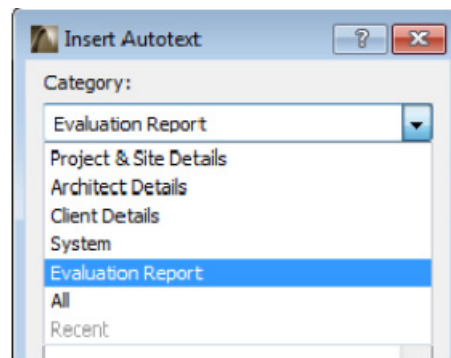 Insert Autotext
Category:
Evaluation Report
Project & Site Details
Architect Details
Client Details
System
Evaluation Report
All
Recent